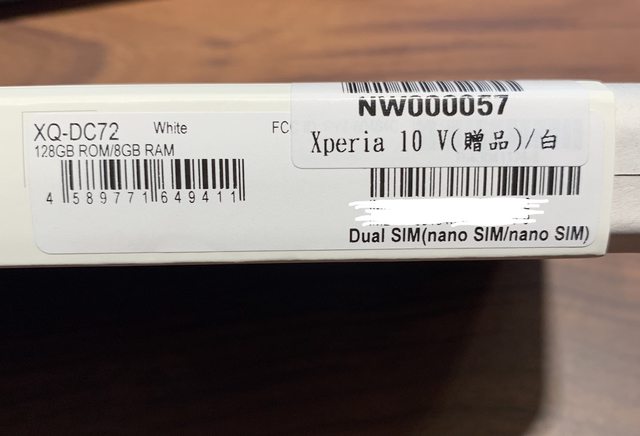 NW000057
Xperia 10 V(贈品)/白
XQ-DC72 White
128GB ROM/8GB RAM
4 589771 649411
Dual SIM(nano SIM/nano SIM)